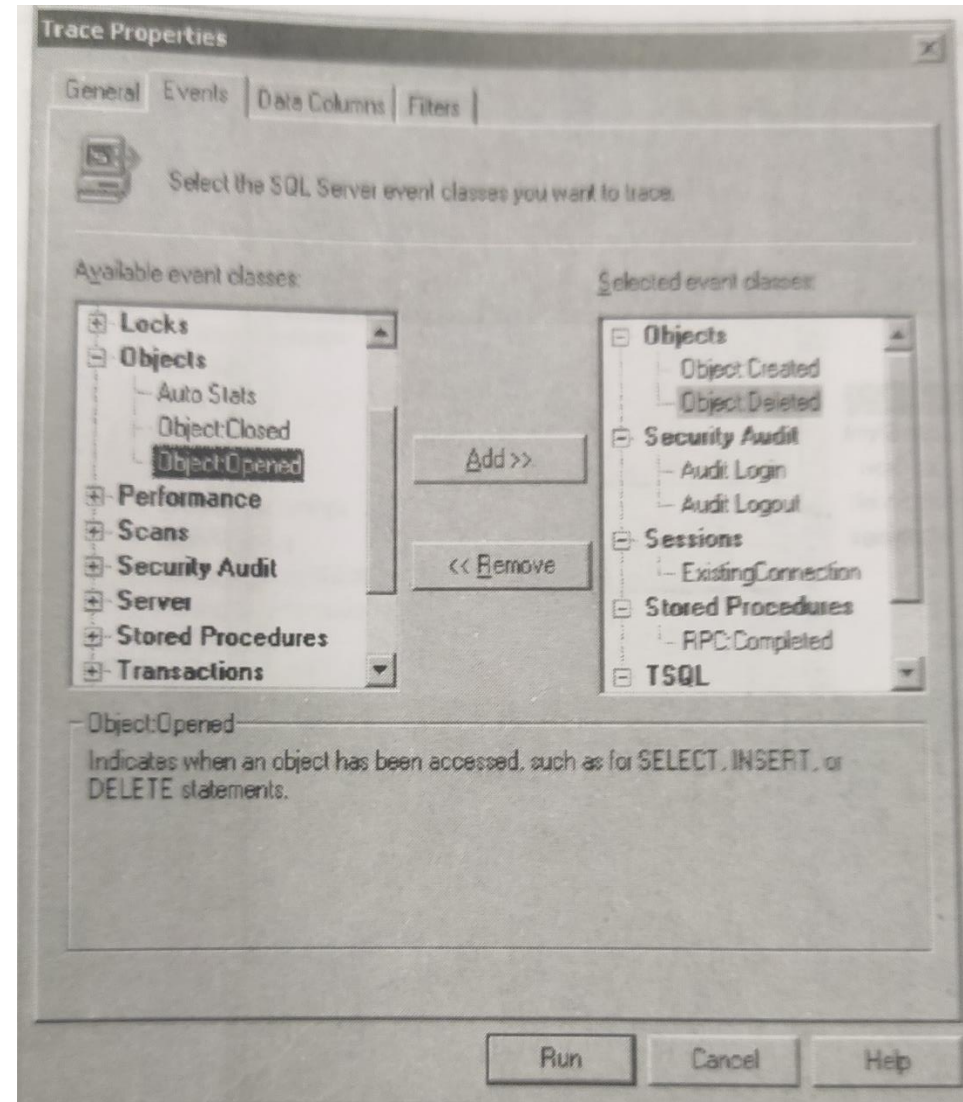 Trace Properties
General Events Data Columns Filters
Select the SQL Server event classes you want to trace.
Available event classes:
Locks
Objects
Auto Stats
Object:Closed
Object:Opened
Performance
Scans
Security Audit
Server
Stored Procedures
Transactions
Add >>
<< Remove
Selected event classes:
Objects
Object:Created
Object:Deleted
Security Audit
Audit Login
Audit Logout
Sessions
ExistingConnection
Stored Procedures
RPC:Completed
TSQL
Object:Opened
Indicates when an object has been accessed, such as for SELECT, INSERT, or
DELETE statements.
Run Cancel Help